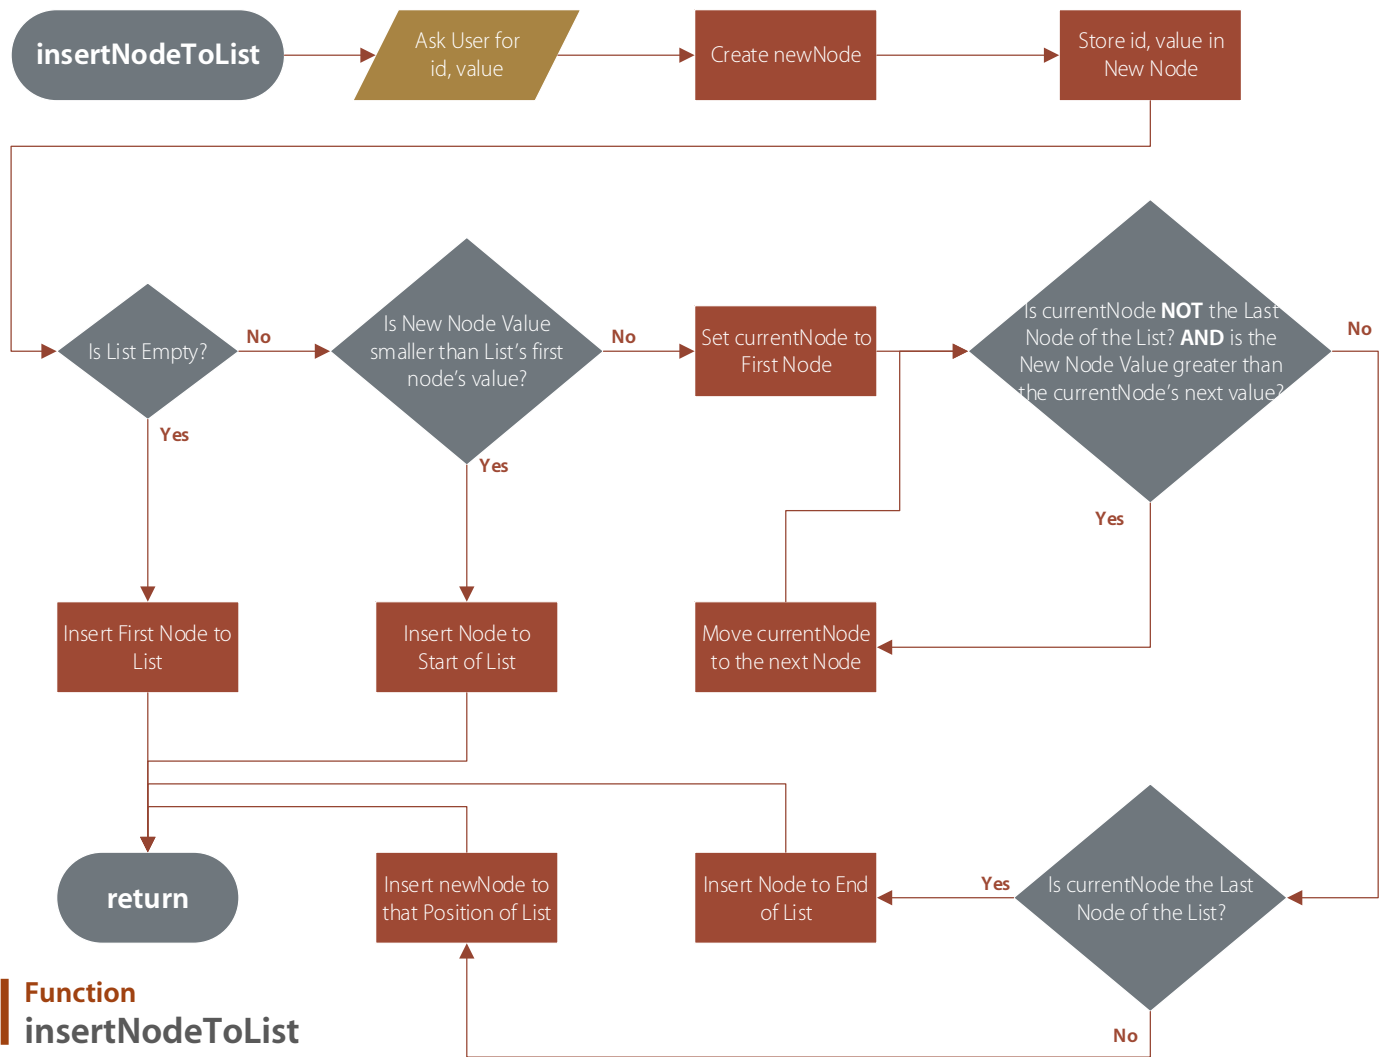 insertNodeToList
Ask User for
id, value
Create newNode
Store id, value in
New Node
Is List Empty?
No
Yes
Is New Node Value
smaller than List's first
node's value?
No
Yes
Set currentNode to
First Node
Is currentNode NOT the Last
Node of the List? AND is the
New Node Value greater than
the currentNode's next value?
No
Yes
Insert First Node to
List
Insert Node to
Start of List
Move currentNode
to the next Node
return
Insert newNode to
that Position of List
Insert Node to End
of List
Yes
Is currentNode the Last
Node of the List?
No
Function
insertNodeToList